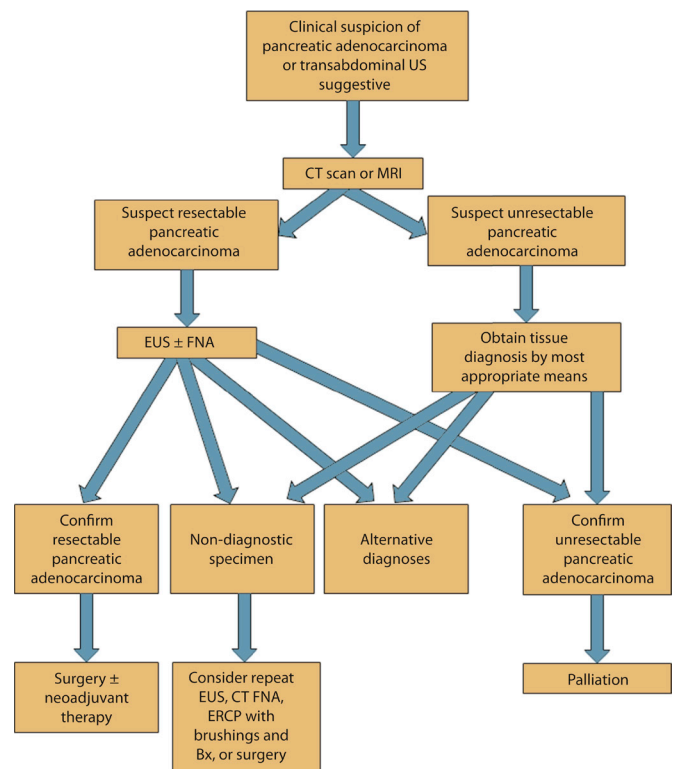 Clinical suspicion of
pancreatic adenocarcinoma
or transabdominal US
suggestive
CT scan or MRI
Suspect resectable
pancreatic
adenocarcinoma
Suspect unresectable
pancreatic
adenocarcinoma
EUS ± FNA
Obtain tissue
diagnosis by most
appropriate means
Confirm
resectable
pancreatic
adenocarcinoma
Non-diagnostic
specimen
Alternative
diagnoses
Confirm
unresectable
pancreatic
adenocarcinoma
Surgery ±
neoadjuvant
therapy
Consider repeat
EUS, CT FNA,
ERCP with
brushings and
Bx, or surgery
Palliation